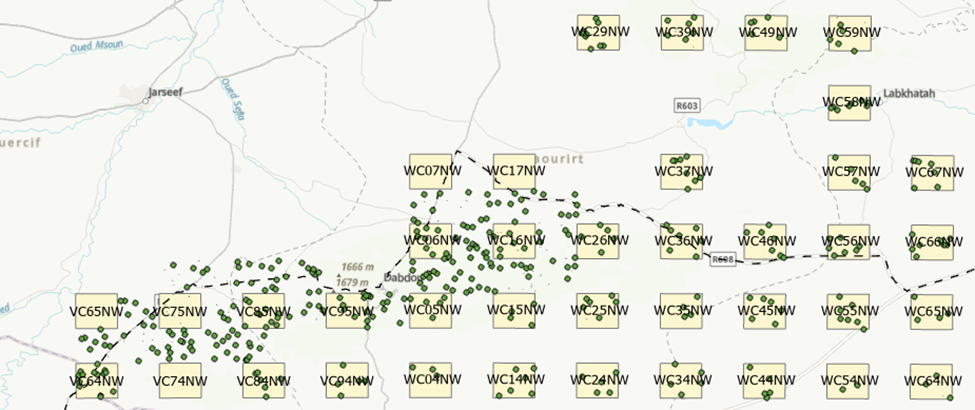 WC29NW WC39NW WC49NW WC59NW
Oued Msoun
Jarseef
Oued Sefla
WC58NW
Labkhatah
R603
uercif
aourirt
WC07NW WC17NW WC37NW WC57NW WC67NW
WC06NW WC16NW WC26NW WC36NW WC46NW WC56NW WC66NW
R608
1666 m
1679 m
Dabdou
VC65NW VC75NW VC85NW VC95NW WC05NW WC15NW WC25NW WC35NW WC45NW WC55NW WC65NW
ed
VC64NW VC74NW VC84NW VC94NW WC04NW WC14NW WC24NW WC34NW WC44NW WC54NW WC64NW